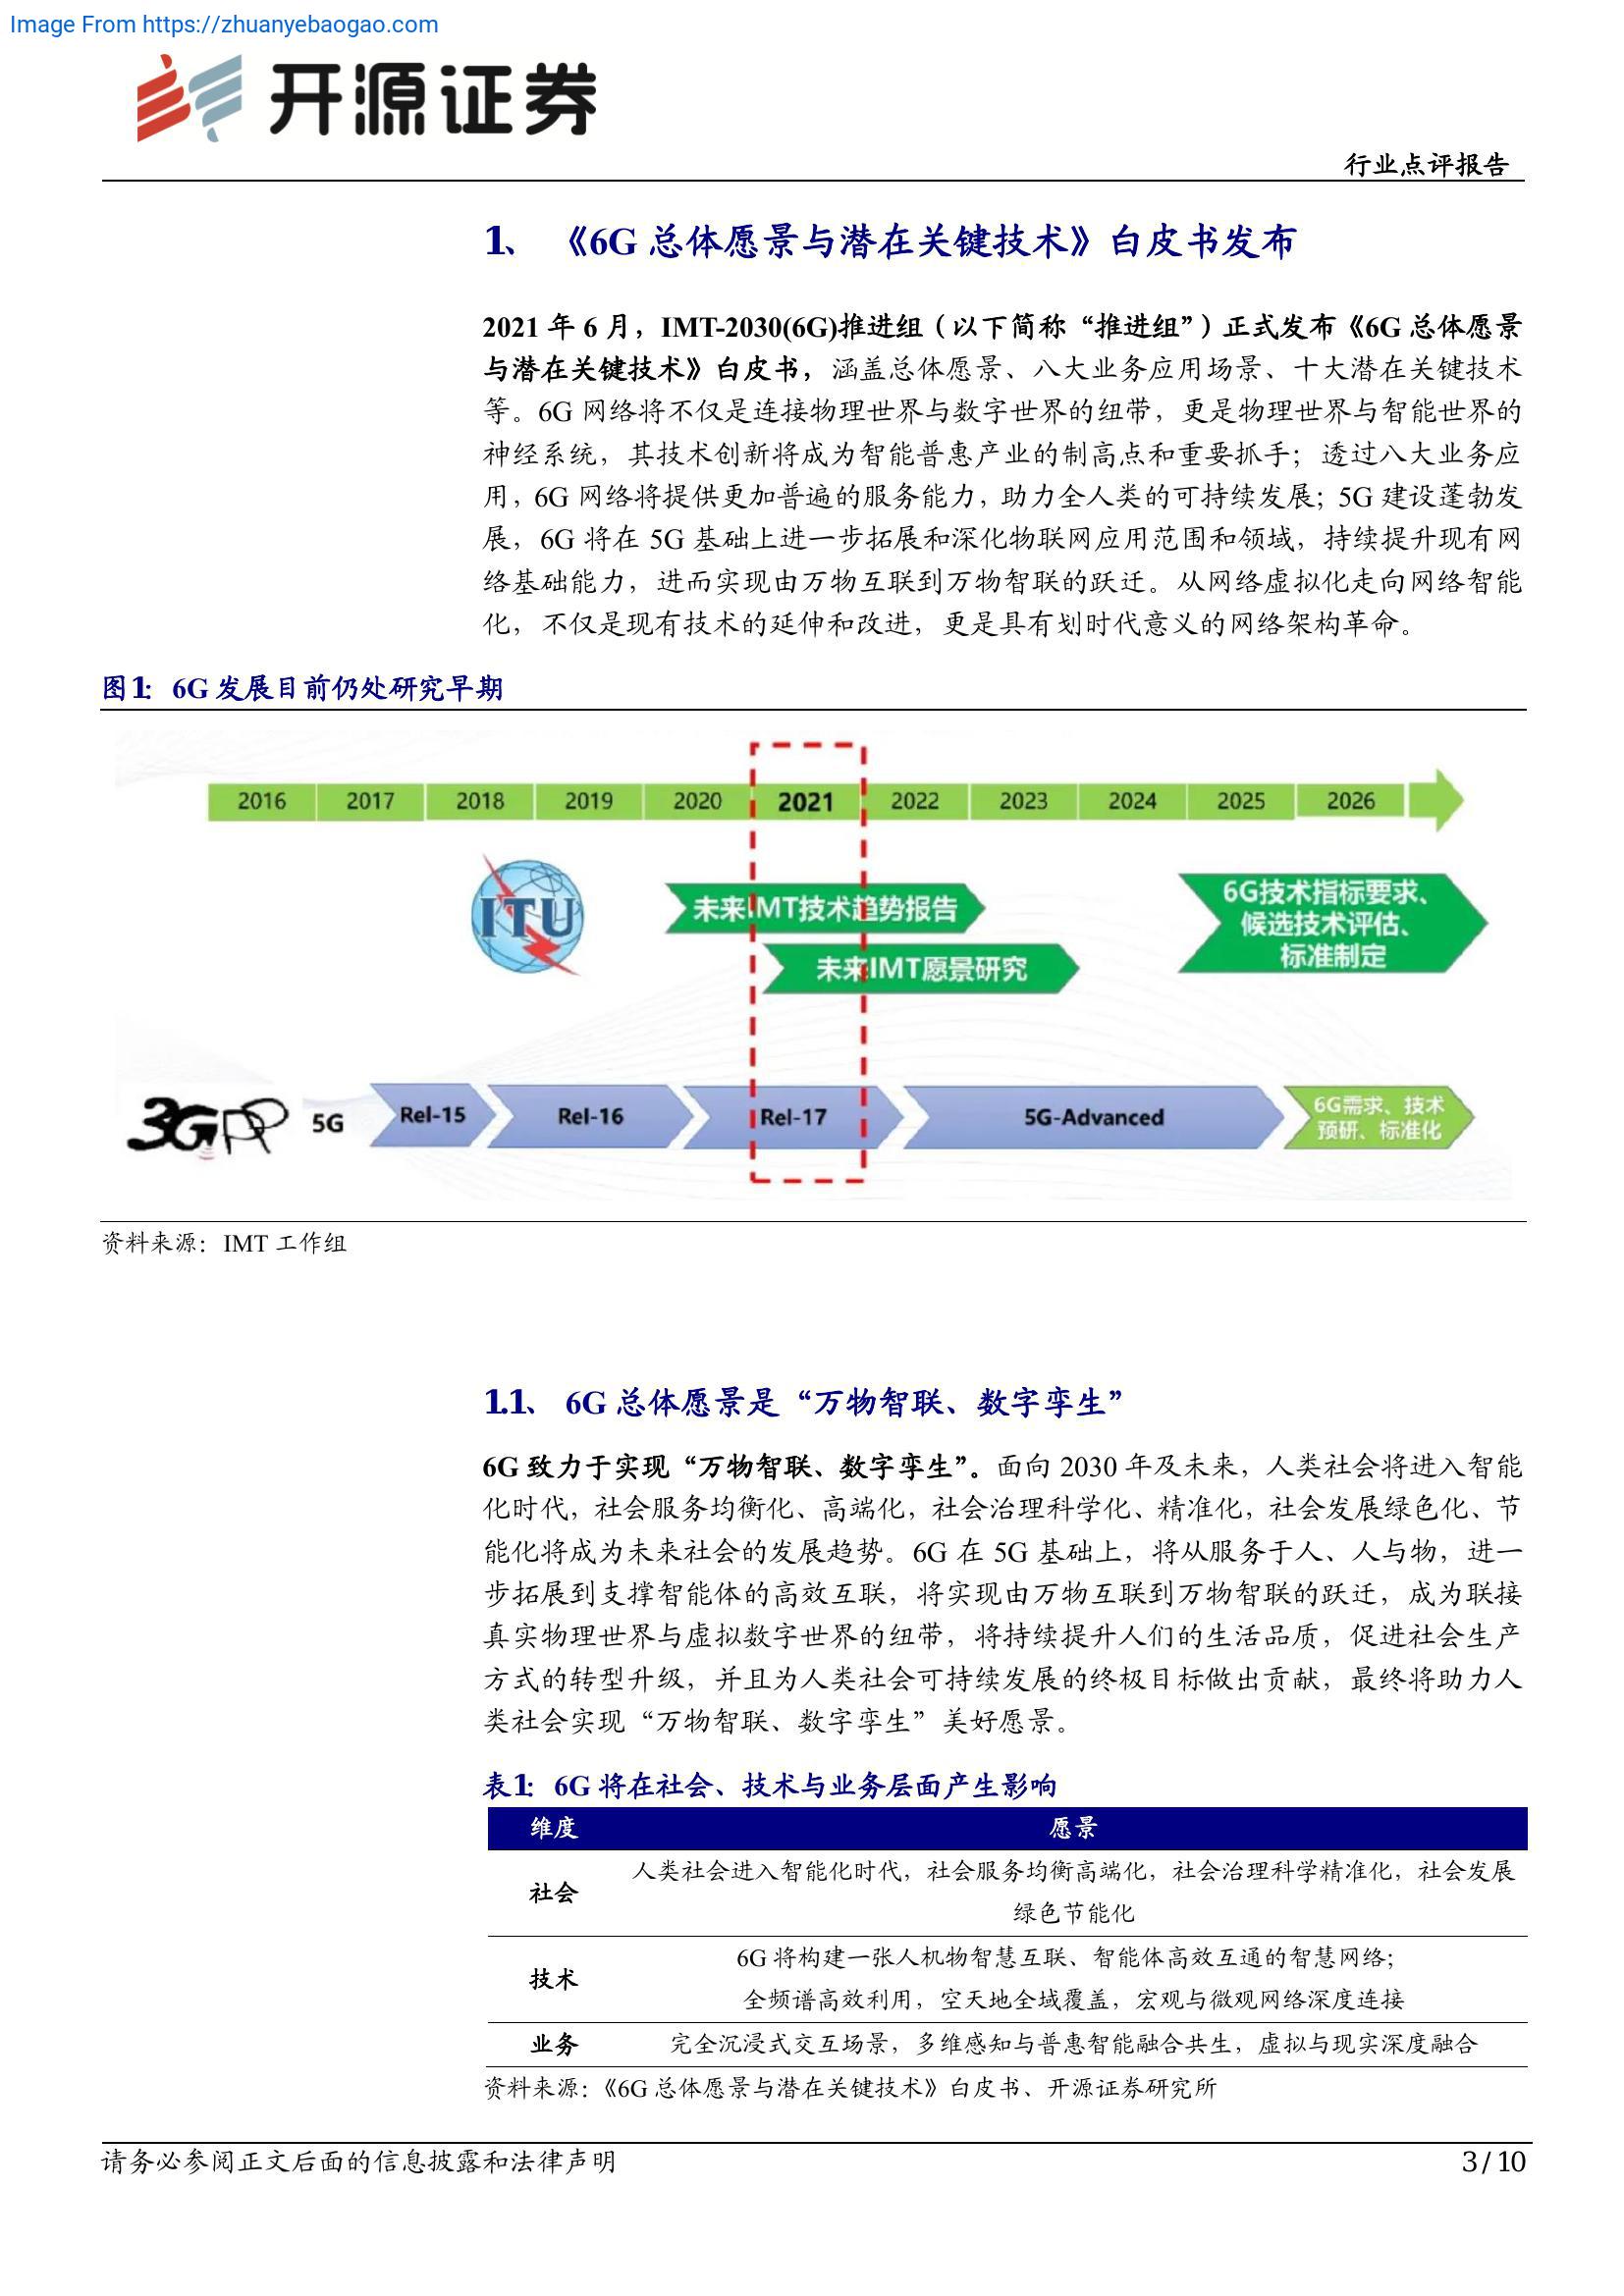 Image From https://zhuanyebaogao.com
开源证券
行业点评报告
1、 《6G 总体愿景与潜在关键技术》白皮书发布
2021 年 6 月，IMT-2030(6G)推进组（以下简称“推进组”）正式发布《6G 总体愿景
与潜在关键技术》白皮书，涵盖总体愿景、八大业务应用场景、十大潜在关键技术
等。6G 网络将不仅是连接物理世界与数字世界的纽带，更是物理世界与智能世界的
神经系统，其技术创新将成为智能普惠产业的制高点和重要抓手；透过八大业务应
用，6G 网络将提供更加普遍的服务能力，助力全人类的可持续发展；5G 建设蓬勃发
展，6G 将在 5G 基础上进一步拓展和深化物联网应用范围和领域，持续提升现有网
络基础能力，进而实现由万物互联到万物智联的跃迁。从网络虚拟化走向网络智能
化，不仅是现有技术的延伸和改进，更是具有划时代意义的网络架构革命。
图1： 6G 发展目前仍处研究早期
2016 2017 2018 2019 2020 2021 2022 2023 2024 2025 2026
ITU
未来IMT技术趋势报告
未来IMT愿景研究
6G技术指标要求、
候选技术评估、
标准制定
3GPP 5G Rel-15 Rel-16 Rel-17 5G-Advanced
6G需求、技术
预研、标准化
资料来源：IMT 工作组
1.1、 6G 总体愿景是“万物智联、数字孪生”
6G 致力于实现“万物智联、数字孪生”。面向 2030 年及未来，人类社会将进入智能
化时代，社会服务均衡化、高端化，社会治理科学化、精准化，社会发展绿色化、节
能化将成为未来社会的发展趋势。6G 在 5G 基础上，将从服务于人、人与物，进一
步拓展到支撑智能体的高效互联，将实现由万物互联到万物智联的跃迁，成为联接
真实物理世界与虚拟数字世界的纽带，将持续提升人们的生活品质，促进社会生产
方式的转型升级，并且为人类社会可持续发展的终极目标做出贡献，最终将助力人
类社会实现“万物智联、数字孪生”美好愿景。
表1： 6G 将在社会、技术与业务层面产生影响
维度 愿景
社会 人类社会进入智能化时代，社会服务均衡高端化，社会治理科学精准化，社会发展
绿色节能化
技术 6G 将构建一张人机物智慧互联、智能体高效互通的智慧网络；
全频谱高效利用，空天地全域覆盖，宏观与微观网络深度连接
业务 完全沉浸式交互场景，多维感知与普惠智能融合共生，虚拟与现实深度融合
资料来源：《6G 总体愿景与潜在关键技术》白皮书、开源证券研究所
请务必参阅正文后面的信息披露和法律声明 3 / 10